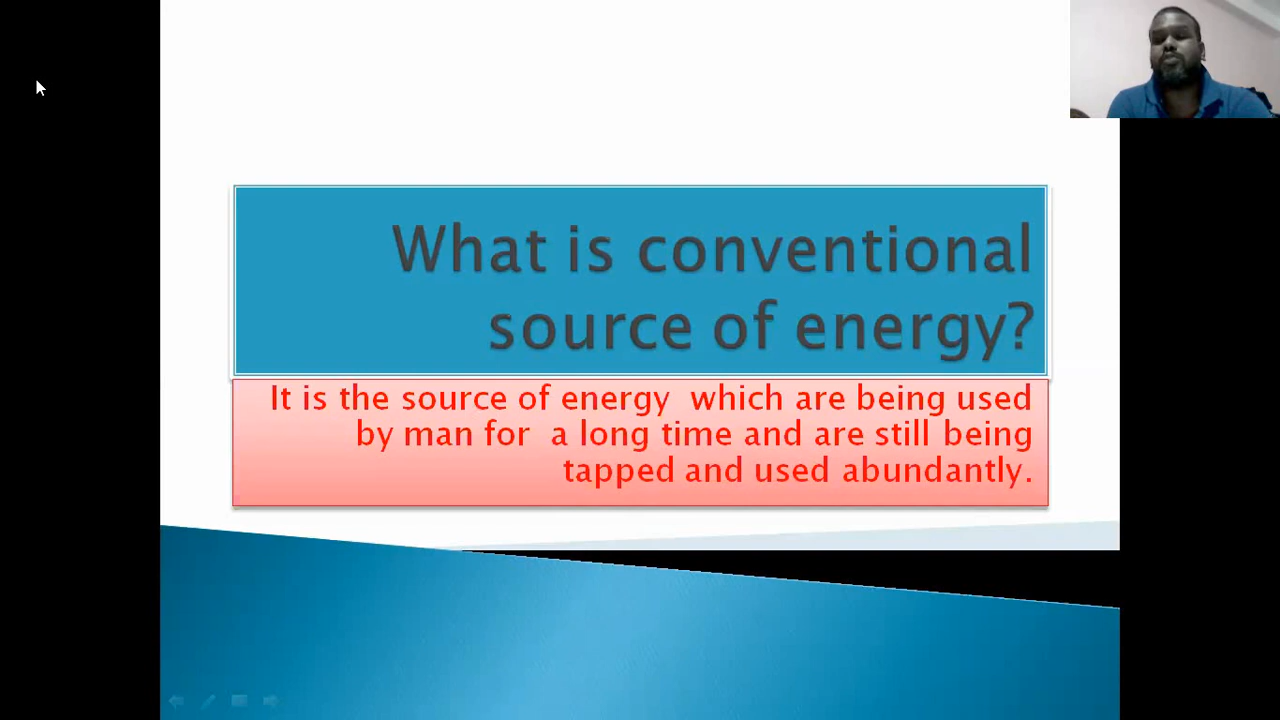 What is conventional
source of energy?
It is the source of energy which are being used
by man for a long time and are still being
tapped and used abundantly.